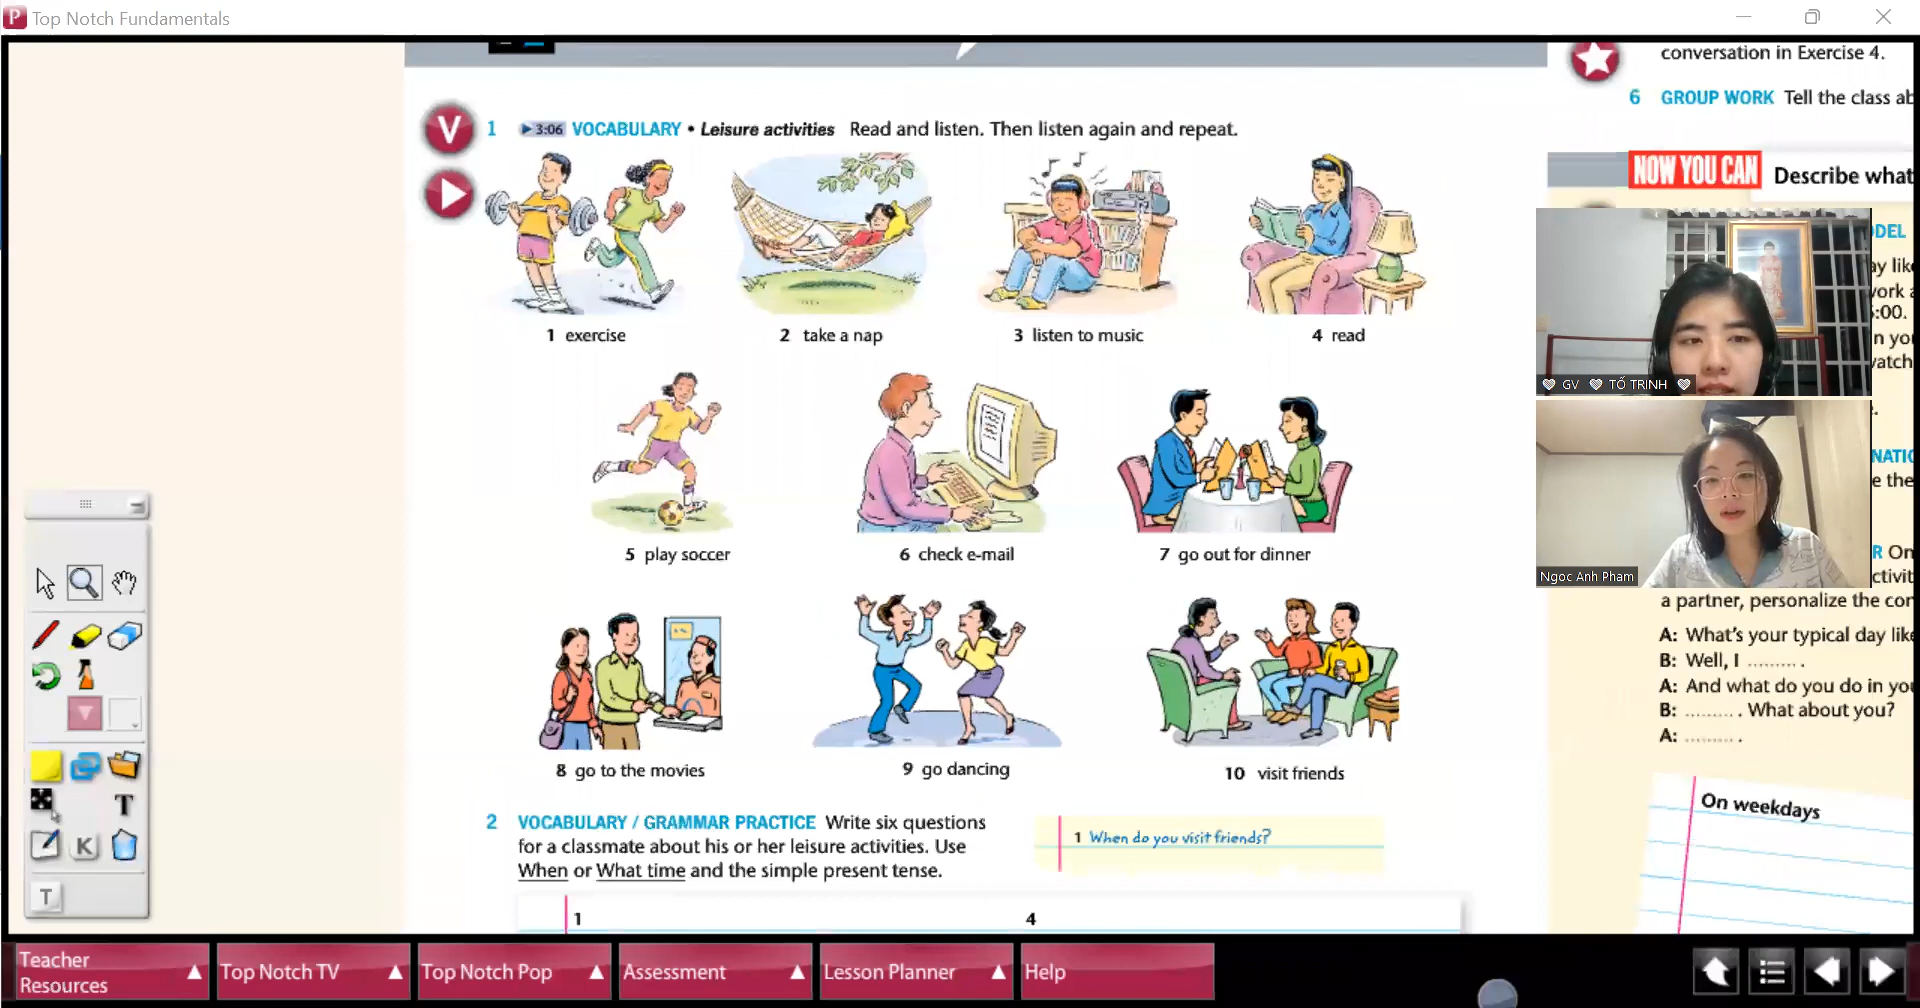 Top Notch Fundamentals
V
1 3:06 VOCABULARY • Leisure activities Read and listen. Then listen again and repeat.
1 exercise
2 take a nap
3 listen to music
4 read
5 play soccer
6 check e-mail
7 go out for dinner
8 go to the movies
9 go dancing
10 visit friends
2 VOCABULARY / GRAMMAR PRACTICE Write six questions
for a classmate about his or her leisure activities. Use
When or What time and the simple present tense.
1 When do you visit friends?
1
4
conversation in Exercise 4.
6 GROUP WORK Tell the class
NOW YOU CAN Describe what
GV TỐ TRINH
Ngoc Anh Pham
a partner, personalize the
A: What's your typical day
B: Well, I .......... .
A: And what do you do in
B: .......... . What about you?
A: .......... .
On weekdays
T
K
T
Teacher
Resources
Top Notch TV
Top Notch Pop
Assessment
Lesson Planner
Help